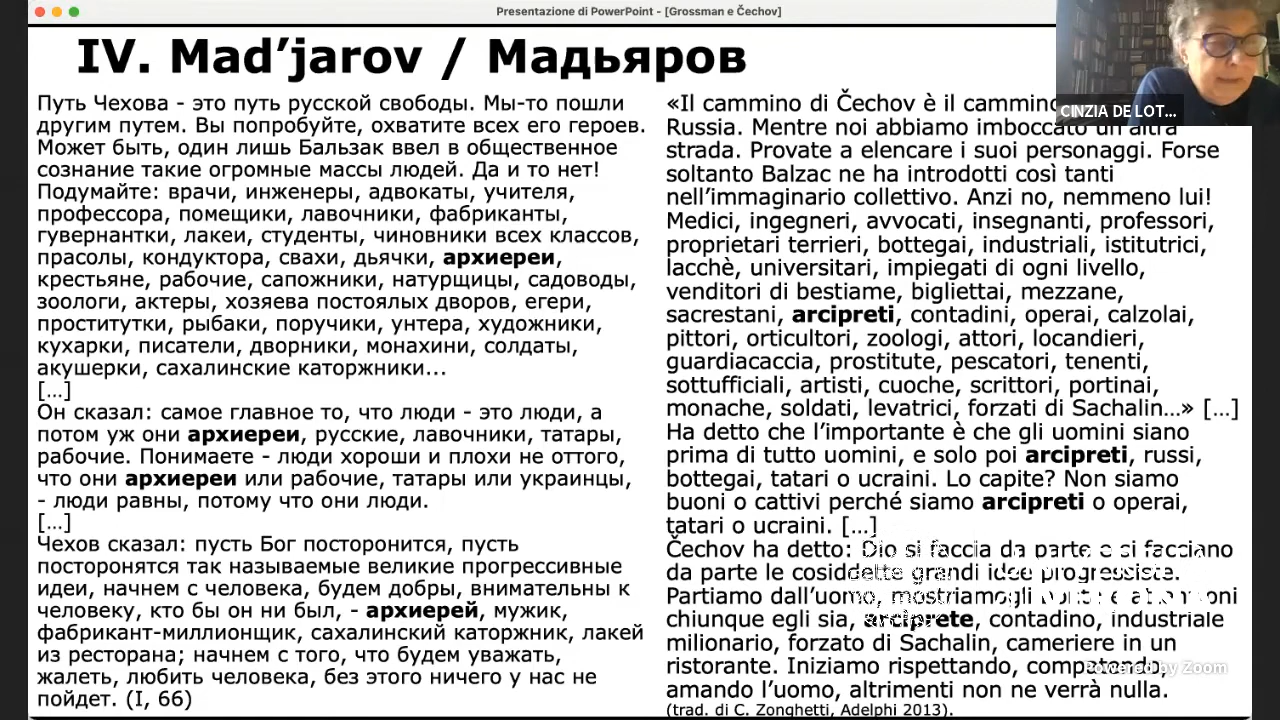 Presentazione di PowerPoint - [Grossman e Čechov]
IV. Mad’jarov / Мадьяров
CINZIA DE LOT...
Путь Чехова - это путь русской свободы. Мы-то пошли
другим путем. Вы попробуйте, охватите всех его героев.
Может быть, один лишь Бальзак ввел в общественное
сознание такие огромные массы людей. Да и то нет!
Подумайте: врачи, инженеры, адвокаты, учителя,
профессора, помещики, лавочники, фабриканты,
гувернантки, лакеи, студенты, чиновники всех классов,
прасолы, кондуктора, свахи, дьячки, архиереи,
крестьяне, рабочие, сапожники, натурщицы, садоводы,
зоологи, актеры, хозяева постоялых дворов, егери,
проститутки, рыбаки, поручики, унтера, художники,
кухарки, писатели, дворники, монахини, солдаты,
акушерки, сахалинские каторжники...
[…]
Он сказал: самое главное то, что люди - это люди, а
потом уж они архиереи, русские, лавочники, татары,
рабочие. Понимаете - люди хороши и плохи не оттого,
что они архиереи или рабочие, татары или украинцы,
- люди равны, потому что они люди.
[…]
Чехов сказал: пусть Бог посторонится, пусть
посторонятся так называемые великие прогрессивные
идеи, начнем с человека, будем добры, внимательны к
человеку, кто бы он ни был, - архиерей, мужик,
фабрикант-миллионщик, сахалинский каторжник, лакей
из ресторана; начнем с того, что будем уважать,
жалеть, любить человека, без этого ничего у нас не
пойдет. (I, 66)
«Il cammino di Čechov è il cammino
Russia. Mentre noi abbiamo imboccato un’altra
strada. Provate a elencare i suoi personaggi. Forse
soltanto Balzac ne ha introdotti così tanti
nell’immaginario collettivo. Anzi no, nemmeno lui!
Medici, ingegneri, avvocati, insegnanti, professori,
proprietari terrieri, bottegai, industriali, istitutrici,
lacchè, universitari, impiegati di ogni livello,
venditori di bestiame, bigliettai, mezzane,
sacrestani, arcipreti, contadini, operai, calzolai,
pittori, orticultori, zoologi, attori, locandieri,
guardiacaccia, prostitute, pescatori, tenenti,
sottufficiali, artisti, cuoche, scrittori, portinai,
monache, soldati, levatrici, forzati di Sachalin…» […]
Ha detto che l’importante è che gli uomini siano
prima di tutto uomini, e solo poi arcipreti, russi,
bottegai, tatari o ucraini. Lo capite? Non siamo
buoni o cattivi perché siamo arcipreti o operai,
tatari o ucraini. […]
Čechov ha detto: Dio si faccia da parte, si facciano
da parte le cosiddette grandi idee progressiste.
Partiamo dall’uomo, mostriamogli
chiunque egli sia, arciprete, contadino, industriale
milionario, forzato di Sachalin, cameriere in un
ristorante. Iniziamo rispettando, compatendo,
amando l’uomo, altrimenti non ne verrà nulla.
(trad. di C. Zonghetti, Adelphi 2013).
Powered by Zoom